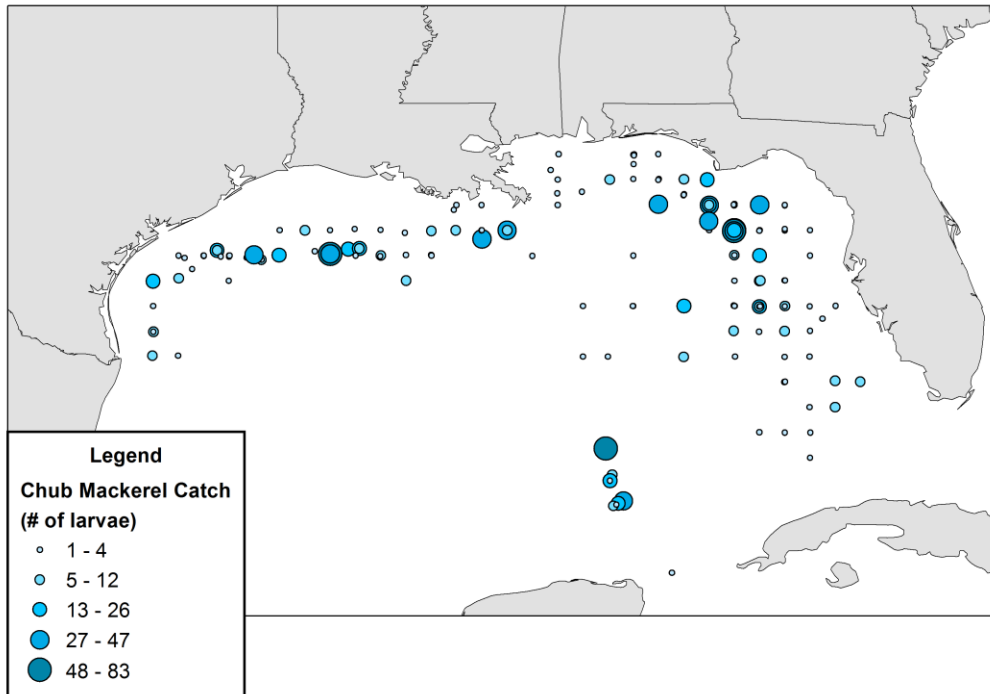 Legend
Chub Mackerel Catch
(# of larvae)
1 - 4
5 - 12
13 - 26
27 - 47
48 - 83